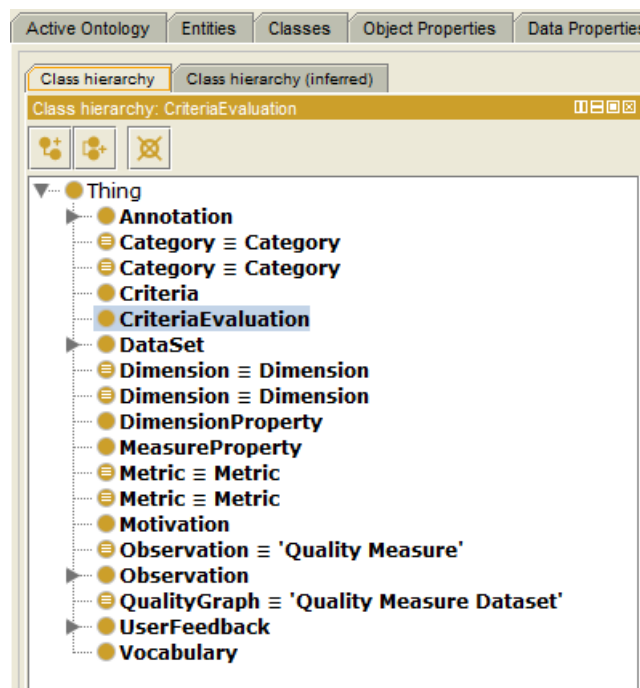 Active Ontology Entities Classes Object Properties Data Properties
Class hierarchy Class hierarchy (inferred)
Class hierarchy: CriteriaEvaluation
Thing
Annotation
Category ≡ Category
Category ≡ Category
Criteria
CriteriaEvaluation
DataSet
Dimension ≡ Dimension
Dimension ≡ Dimension
DimensionProperty
MeasureProperty
Metric ≡ Metric
Metric ≡ Metric
Motivation
Observation ≡ 'Quality Measure'
Observation
QualityGraph ≡ 'Quality Measure Dataset'
UserFeedback
Vocabulary